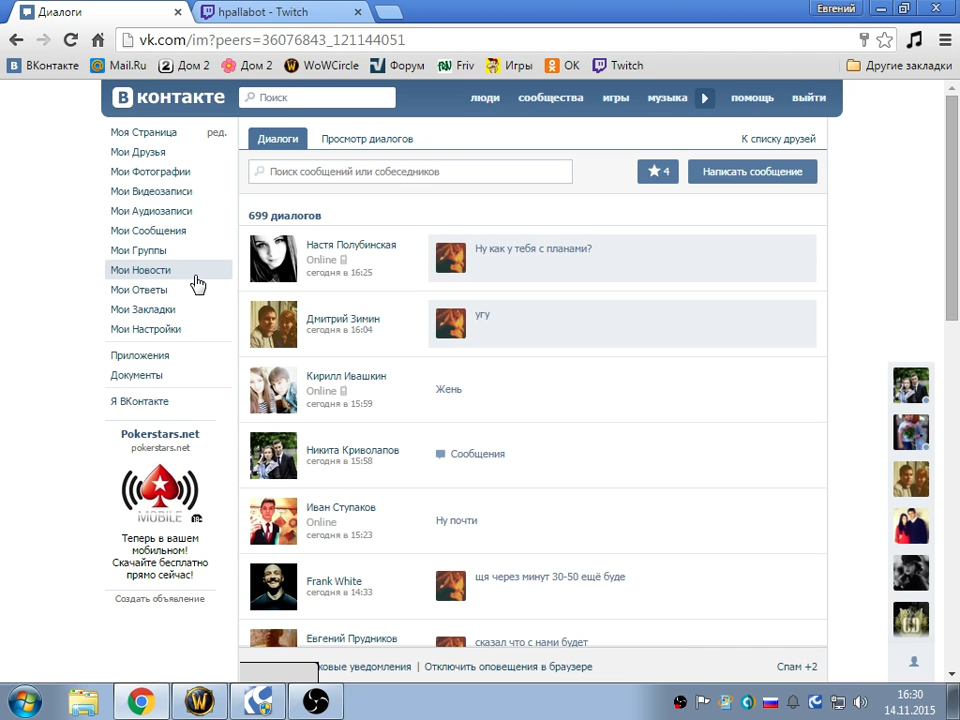 Диалоги
hpallabot - Twitch
Евгений
vk.com/im?peers=36076843_121144051
ВКонтакте
Mail.Ru
Дом 2
Дом 2
WoWCircle
Форум
Friv
Игры
OK
Twitch
Другие закладки
В контакте
Поиск
люди
сообщества
игры
музыка
помощь
выйти
Моя Страница
ред.
Мои Друзья
Мои Фотографии
Мои Видеозаписи
Мои Аудиозаписи
Мои Сообщения
Мои Группы
Мои Новости
Мои Ответы
Мои Закладки
Мои Настройки
Приложения
Документы
Я ВКонтакте
Pokerstars.net
pokerstars.net
MOBILE
18+
Теперь в вашем
мобильном!
Скачайте бесплатно
прямо сейчас!
Создать объявление
Диалоги
Просмотр диалогов
К списку друзей
Поиск сообщений или собеседников
4
Написать сообщение
699 диалогов
Настя Полубинская
Online
сегодня в 16:25
Ну как у тебя с планами?
Дмитрий Зимин
сегодня в 16:04
угу
Кирилл Ивашкин
Online
сегодня в 15:59
Жень
Никита Криволапов
сегодня в 15:58
Сообщения
Иван Ступаков
Online
сегодня в 15:23
Ну почти
Frank White
сегодня в 14:33
щя через минут 30-50 ещё буде
Евгений Прудников
сказал что с нами будет
ковые уведомления
Отключить оповещения в браузере
Спам +2
16:30
14.11.2015